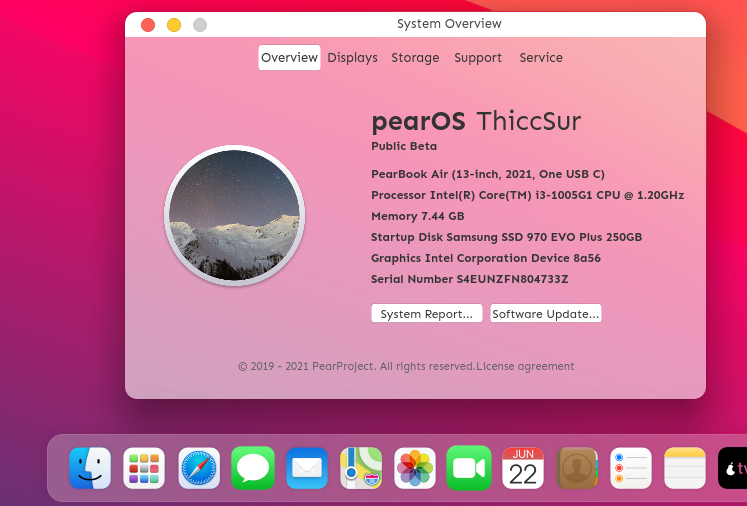 System Overview
Overview Displays Storage Support Service
pearOS ThiccSur
Public Beta
PearBook Air (13-inch, 2021, One USB C)
Processor Intel(R) Core(TM) i3-1005G1 CPU @ 1.20GHz
Memory 7.44 GB
Startup Disk Samsung SSD 970 EVO Plus 250GB
Graphics Intel Corporation Device 8a56
Serial Number S4EUNZFN804733Z
System Report... Software Update...
© 2019 - 2021 PearProject. All rights reserved.License agreement
JUN
22
280
tv